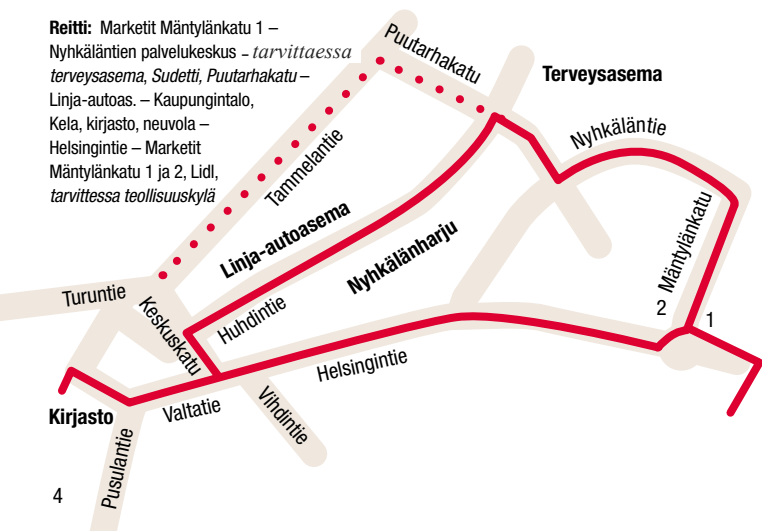 Reitti: Marketit Mäntylänkatu 1 –
Nyhkäläntien palvelukeskus – tarvittaessa
terveysasema, Sudetti, Puutarhakatu –
Linja-autoas. – Kaupungintalo,
Kela, kirjasto, neuvola –
Helsingintie – Marketit
Mäntylänkatu 1 ja 2, Lidl,
tarvittessa teollisuuskylä
Puutarhakatu
Terveysasema
Nyhkäläntie
Tammelantie
Linja-autoasema
Nyhkälänharju
Mäntylänkatu
Turuntie
Keskuskatu
Huhdintie
2
1
Helsingintie
Kirjasto
Valtatie
Vihdintie
Pusulantie
4